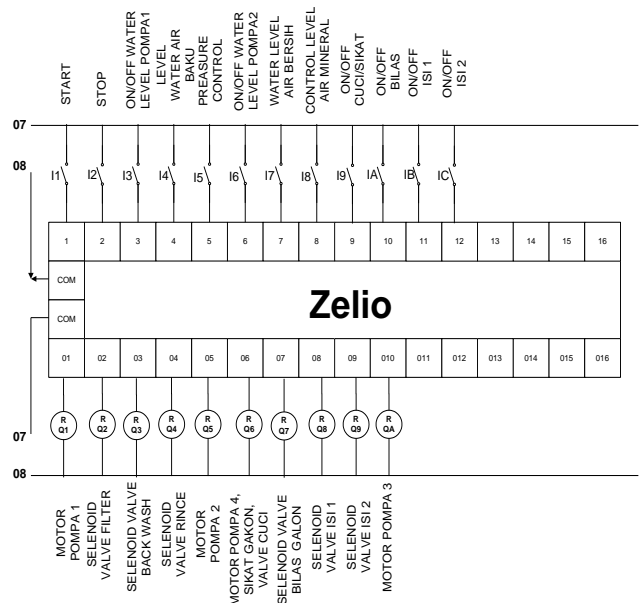 START
STOP
ON/OFF WATER
LEVEL POMPA1
LEVEL
WATER AIR
BAKU
PREASURE
CONTROL
ON/OFF WATER
LEVEL POMPA2
WATER LEVEL
AIR BERSIH
CONTROL LEVEL
AIR MINERAL
ON/OFF
CUCI/SIKAT
ON/OFF
BILAS
ON/OFF
ISI 1
ON/OFF
ISI 2
07
08
I1
I2
I3
I4
I5
I6
I7
I8
I9
IA
IB
IC
1
2
3
4
5
6
7
8
9
10
11
12
13
14
15
16
COM
COM
Zelio
01
02
03
04
05
06
07
08
09
010
011
012
013
014
015
016
R
Q1
R
Q2
R
Q3
R
Q4
R
Q5
R
Q6
R
Q7
R
Q8
R
Q9
R
QA
07
08
MOTOR
POMPA 1
SELENOID
VALVE FILTER
SELENOID VALVE
BACK WASH
SELENOID
VALVE RINCE
MOTOR
POMPA 2
MOTOR POMPA 4,
SIKAT GAKON,
VALVE CUCI
SELENOID VALVE
BILAS GALON
SELENOID
VALVE ISI 1
SELENOID
VALVE ISI 2
MOTOR POMPA 3